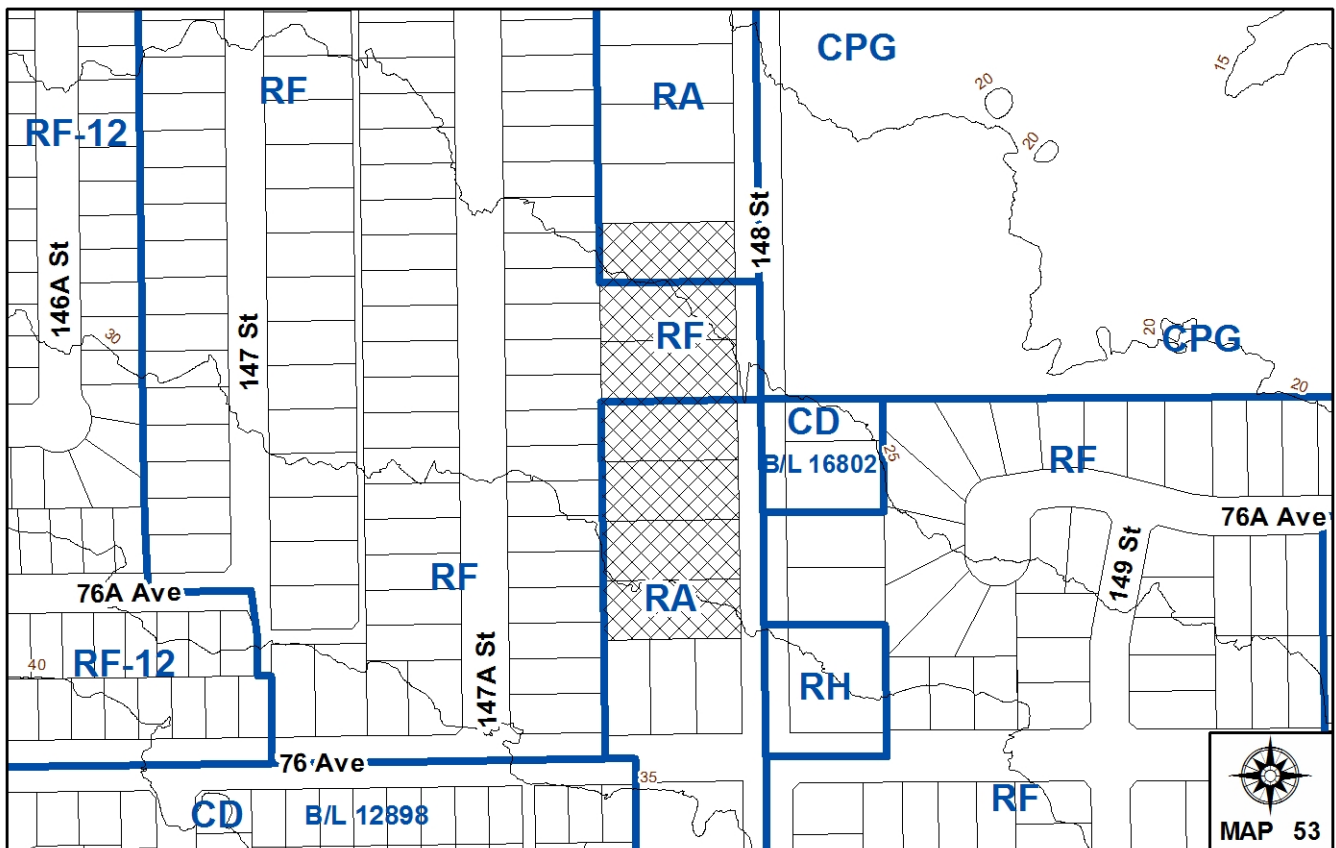 CPG
15
20
RF
RA
RF-12
20
148 St
146A St
147 St
30
RF
20
CPG
20
CD
B/L 16802
25
RF
76A Ave
149 St
RF
76A Ave
RA
RF-12
40
147A St
RH
76 Ave
35
CD
B/L 12898
RF
MAP 53